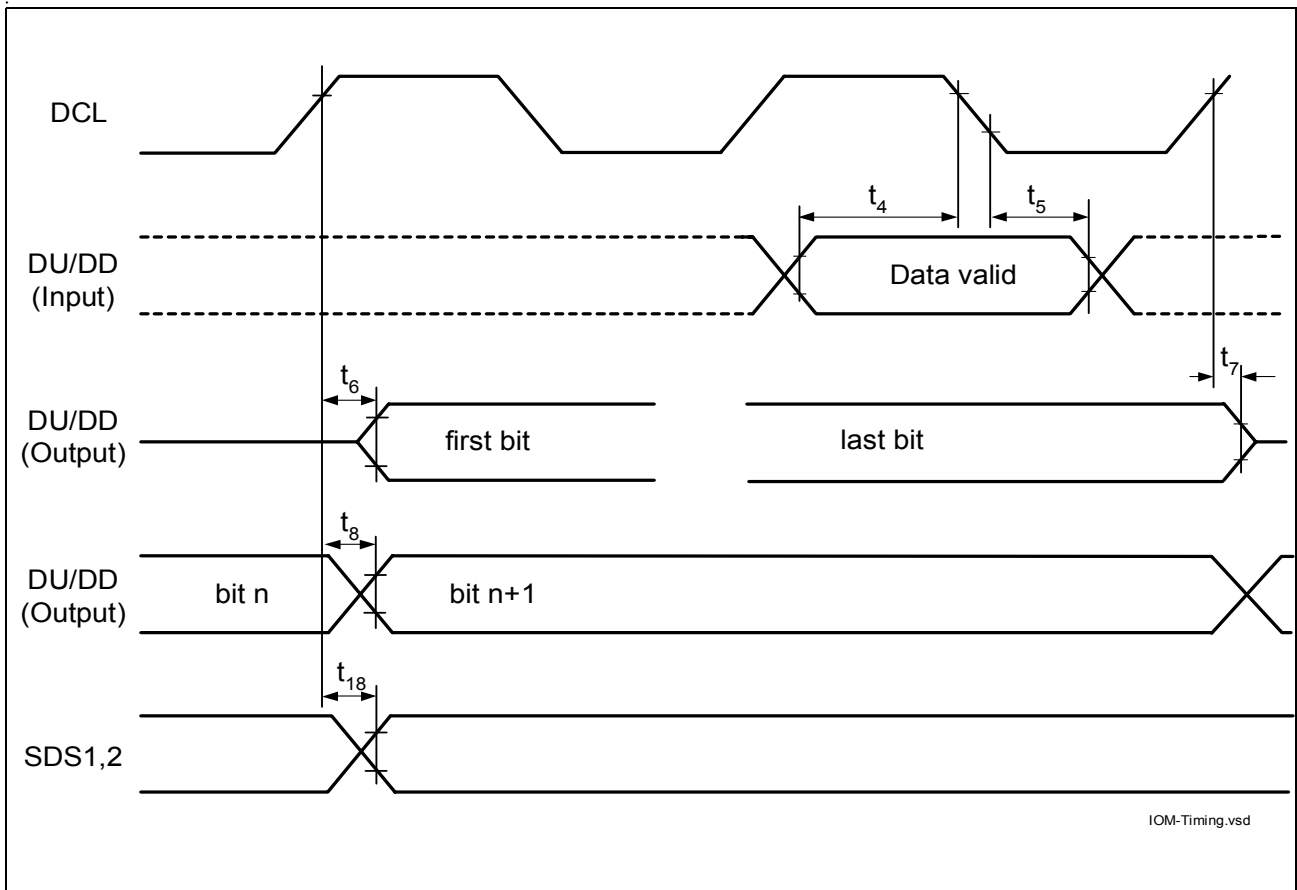 DCL
t4
t5
DU/DD
(Input)
Data valid
t6
t7
DU/DD
(Output)
first bit
last bit
t8
DU/DD
(Output)
bit n
bit n+1
t18
SDS1,2
IOM-Timing.vsd